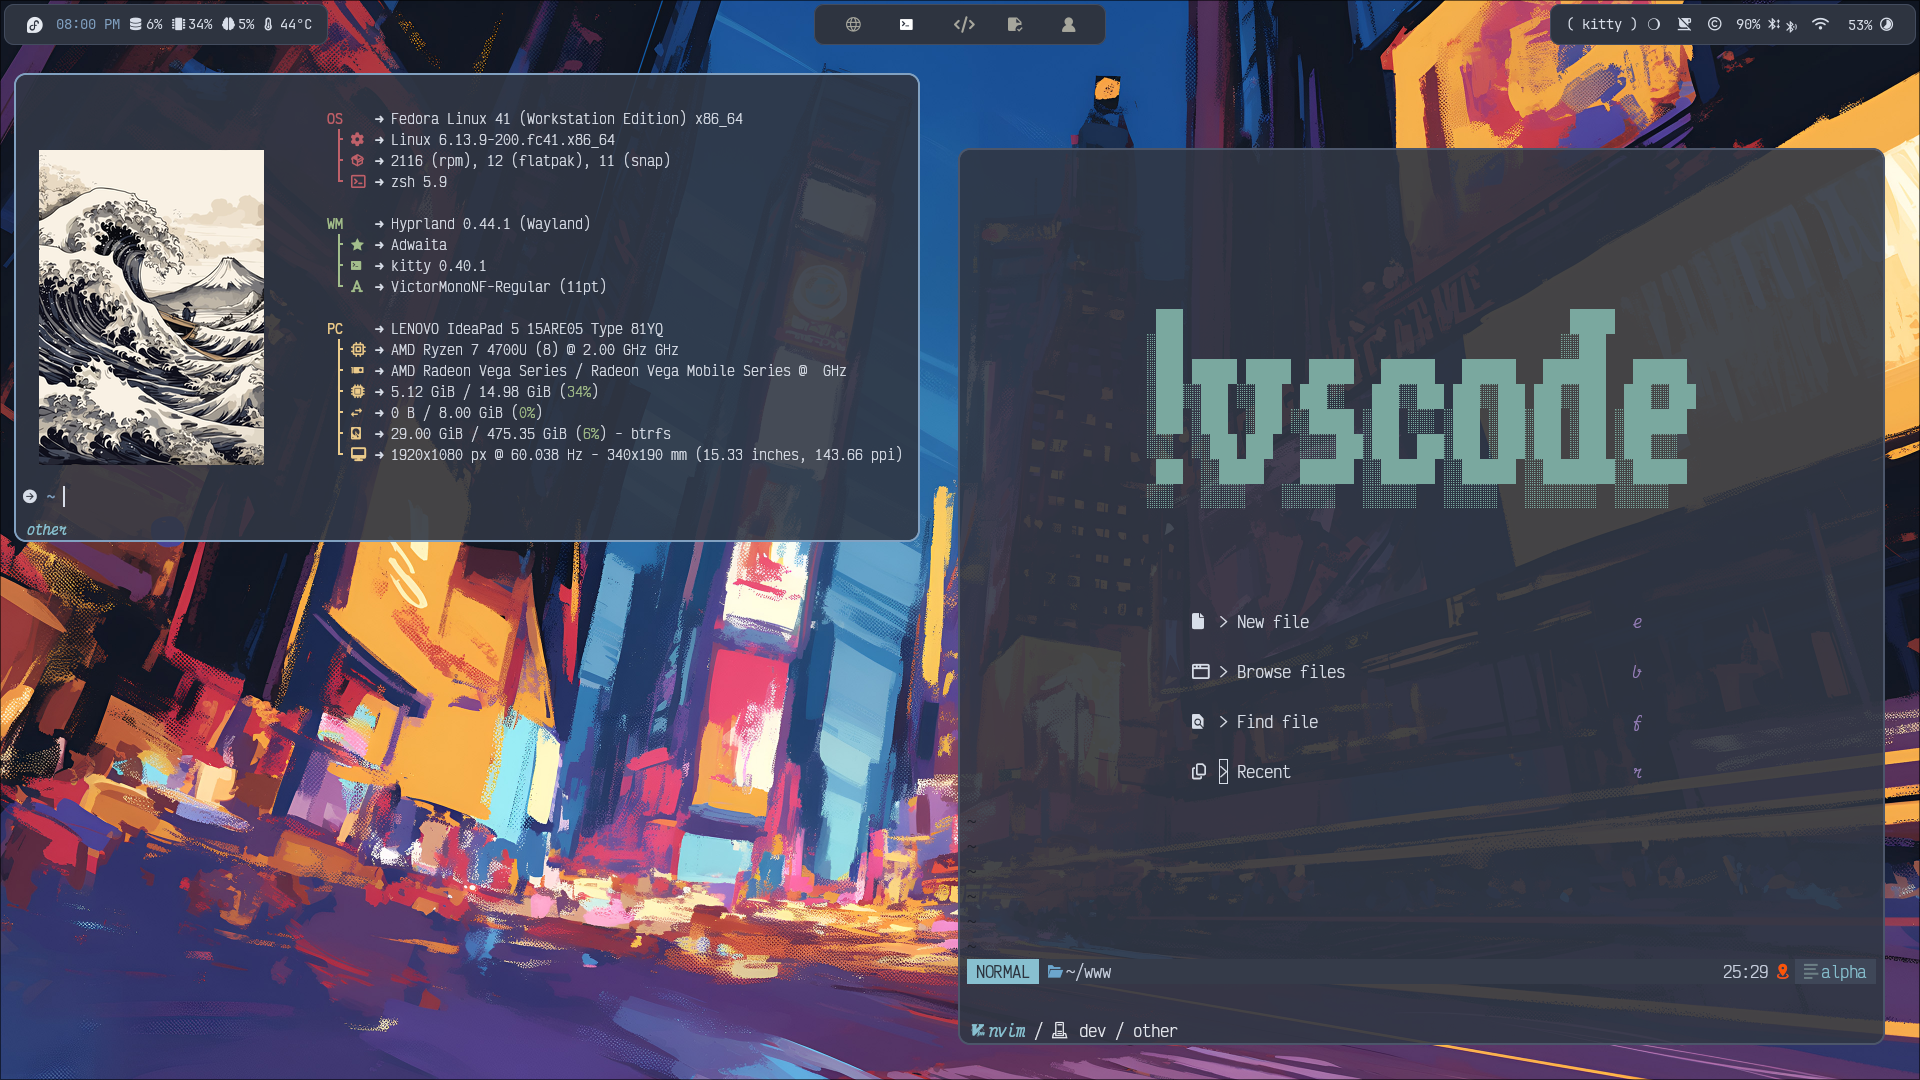 08:00 PM 6% 34% 5% 44°C
( kitty ) 90% 53%
OS → Fedora Linux 41 (Workstation Edition) x86_64
→ Linux 6.13.9-200.fc41.x86_64
→ 2116 (rpm), 12 (flatpak), 11 (snap)
→ zsh 5.9
WM → Hyprland 0.44.1 (Wayland)
→ Adwaita
→ kitty 0.40.1
→ VictorMonoNF-Regular (11pt)
PC → LENOVO IdeaPad 5 15ARE05 Type 81YQ
→ AMD Ryzen 7 4700U (8) @ 2.00 GHz GHz
→ AMD Radeon Vega Series / Radeon Vega Mobile Series @  GHz
→ 5.12 GiB / 14.98 GiB (34%)
→ 0 B / 8.00 GiB (0%)
→ 29.00 GiB / 475.35 GiB (6%) - btrfs
→ 1920x1080 px @ 60.038 Hz - 340x190 mm (15.33 inches, 143.66 ppi)
~
other
!vscode
> New file e
> Browse files b
> Find file f
> Recent r
~
~
~
~
~
~
NORMAL ~/www 25:29 alpha
nvim / dev / other